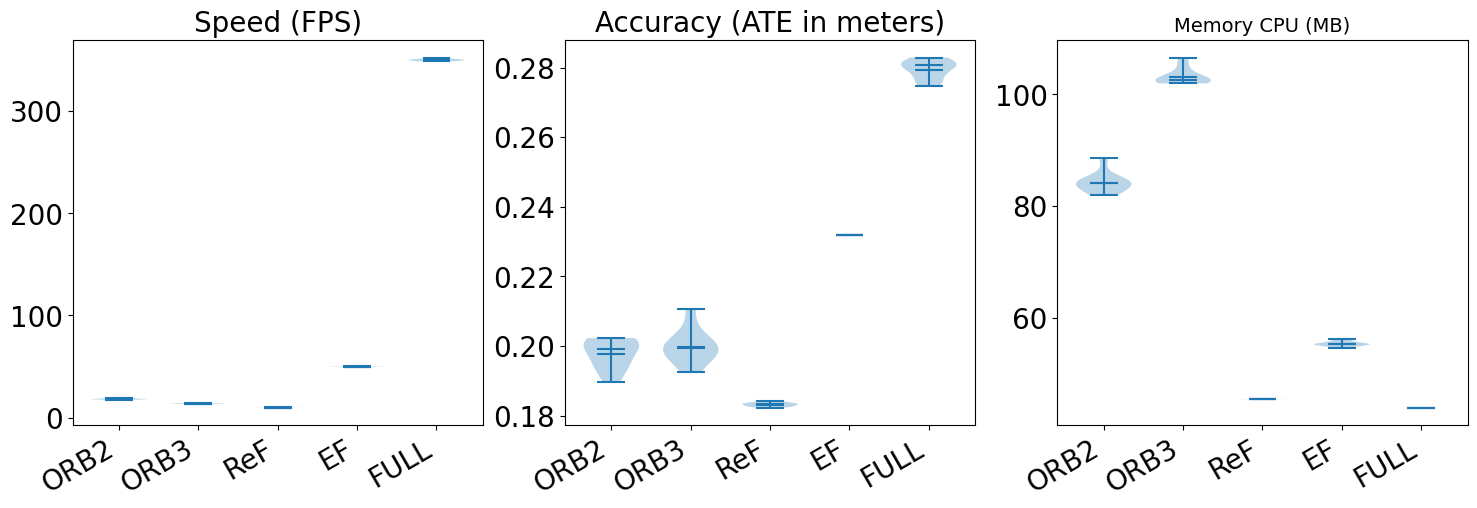 Speed (FPS)
300
200
100
0
ORB2 ORB3 ReF EF FULL
Accuracy (ATE in meters)
0.28
0.26
0.24
0.22
0.20
0.18
ORB2 ORB3 ReF EF FULL
Memory CPU (MB)
100
80
60
ORB2 ORB3 ReF EF FULL